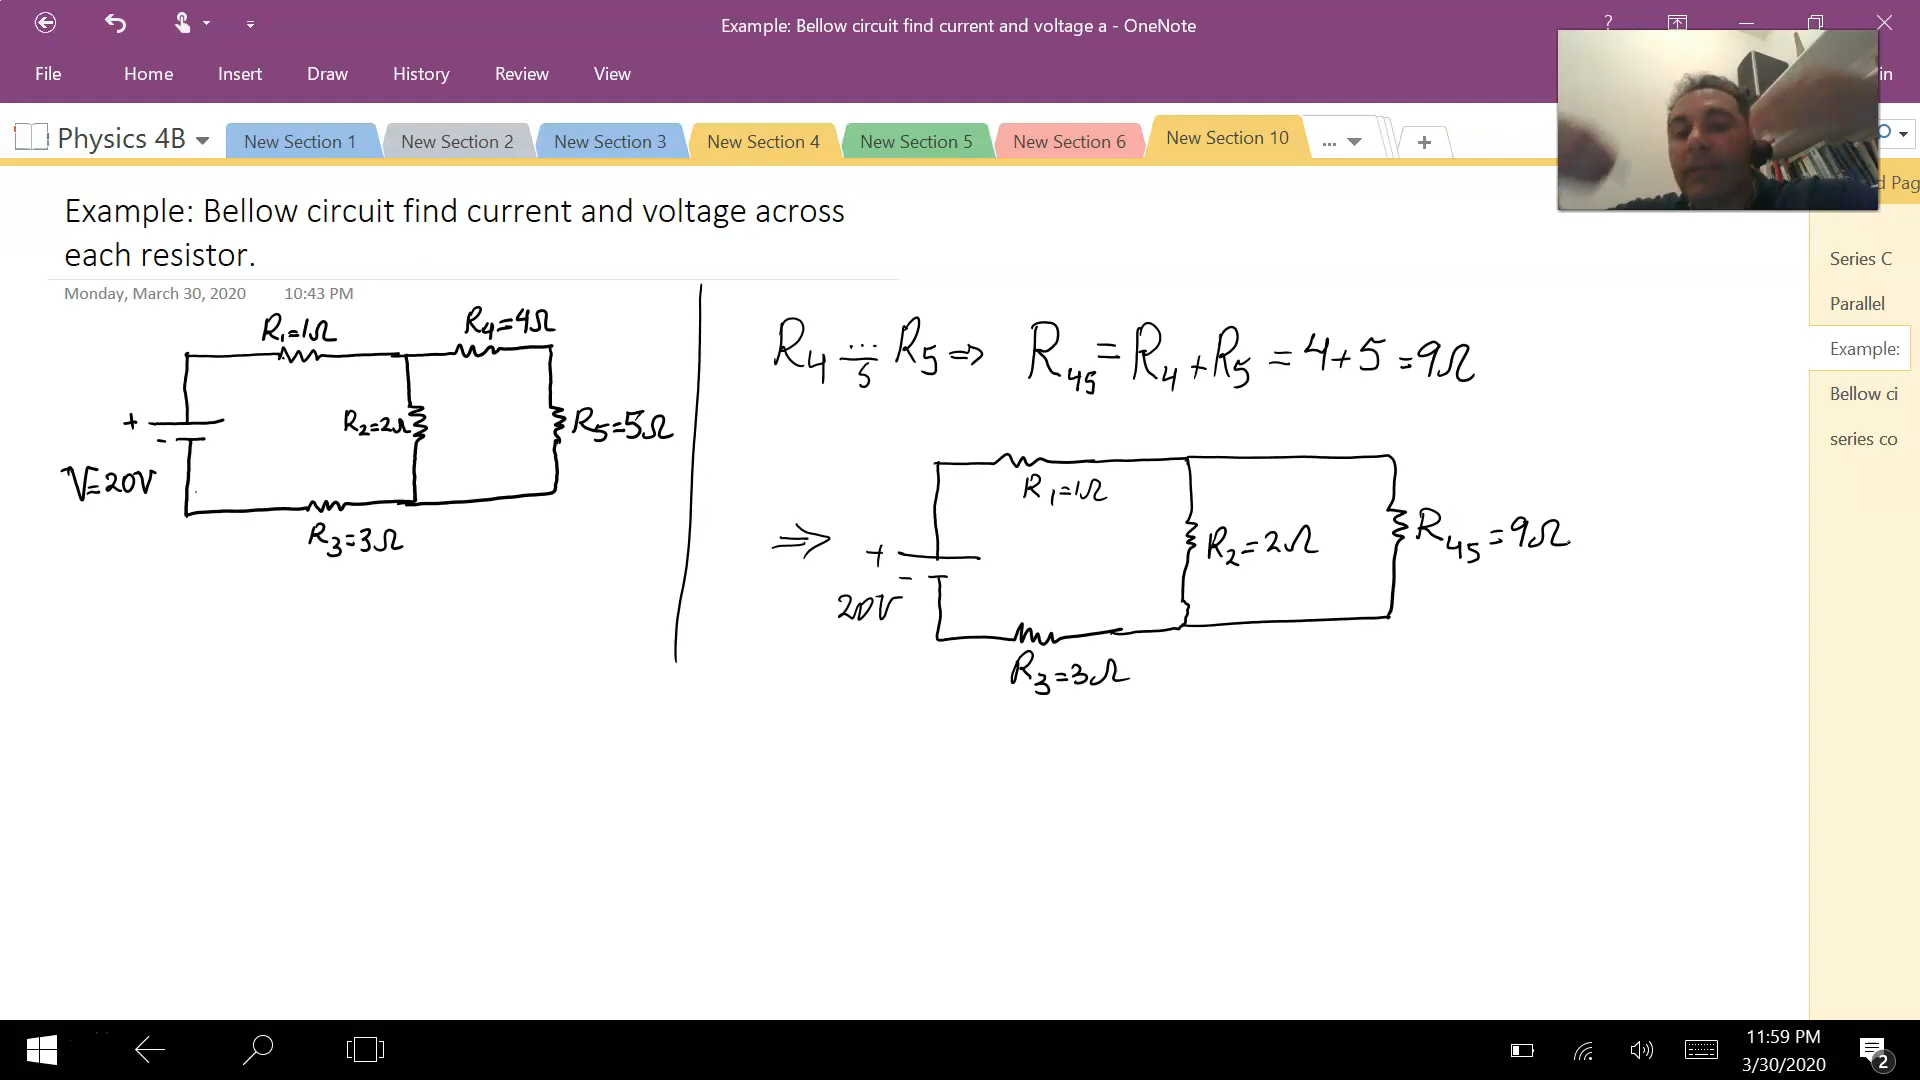 Example: Bellow circuit find current and voltage a - OneNote
?
File Home Insert Draw History Review View
in
Physics 4B
New Section 1
New Section 2
New Section 3
New Section 4
New Section 5
New Section 6
New Section 10
...
+
d Pag
Example: Bellow circuit find current and voltage across
each resistor.
Monday, March 30, 2020 10:43 PM
Series C
Parallel
Example:
Bellow ci
series co
R₁=1Ω
R₄=4Ω
R₂=2Ω
R₅=5Ω
+
-
V=20V
R₃=3Ω
R₄ R₅ ⇒ R₄₅=R₄+R₅=4+5=9Ω
R₁=1Ω
⇒
+
-
20V
R₂=2Ω
R₄₅=9Ω
R₃=3Ω
11:59 PM
3/30/2020
2